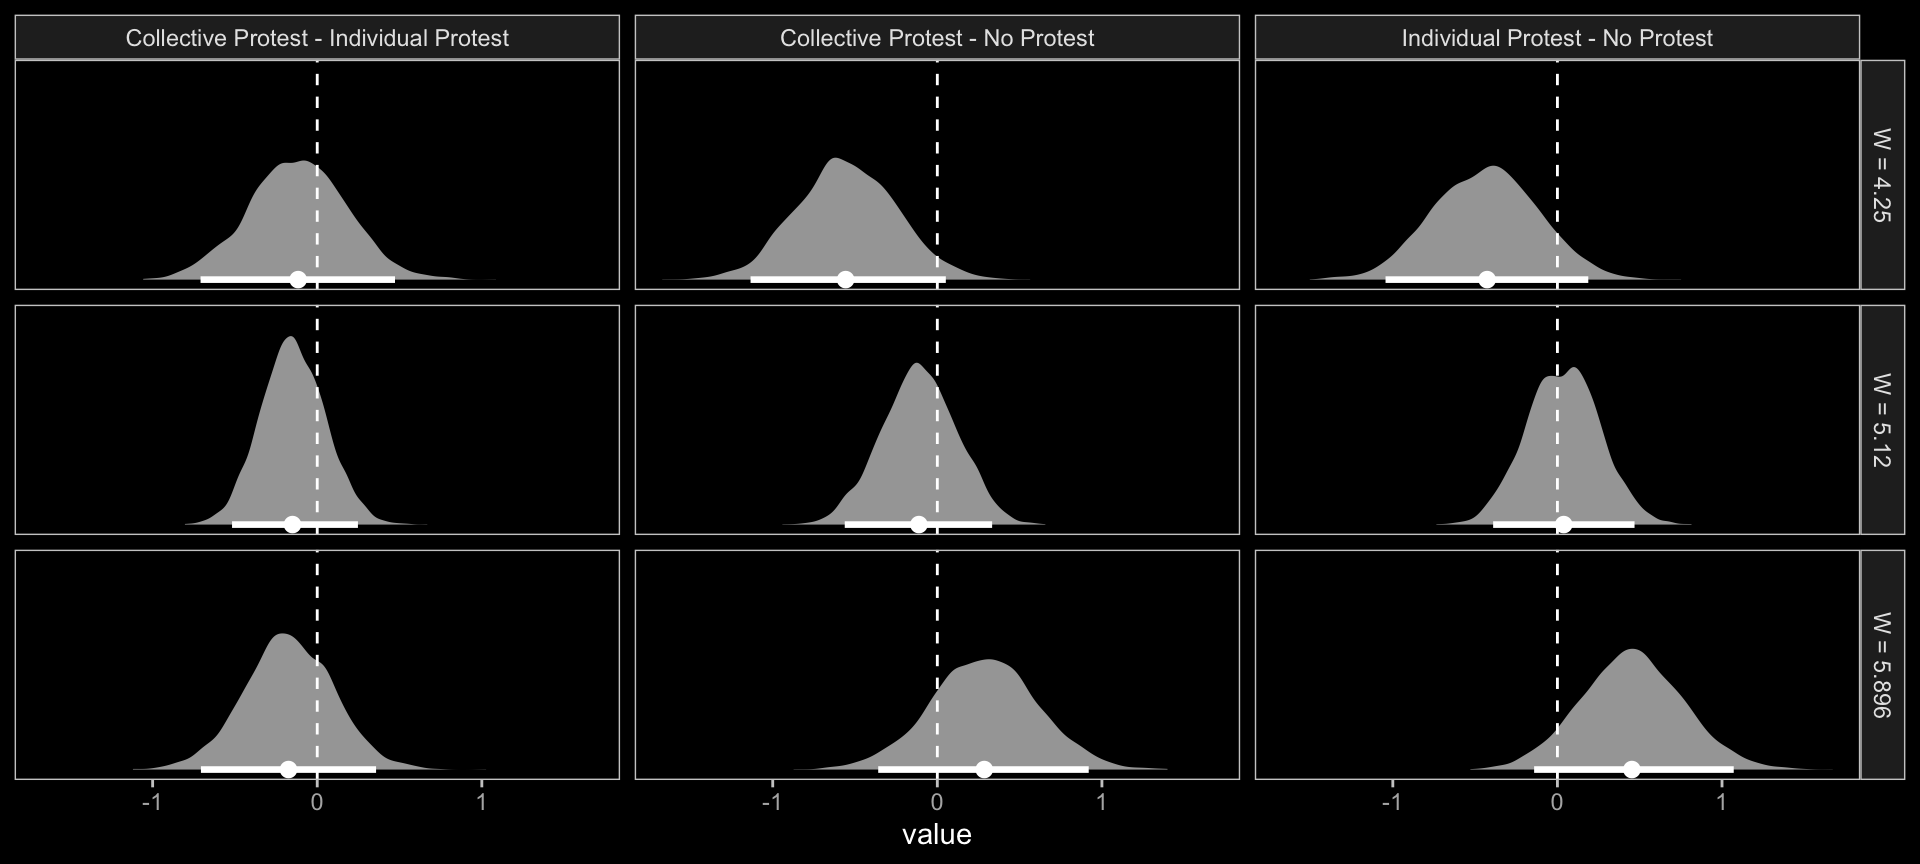 Collective Protest - Individual Protest
Collective Protest - No Protest
Individual Protest - No Protest
W = 4.25
W = 5.12
W = 5.896
-1 0 1
-1 0 1
-1 0 1
value